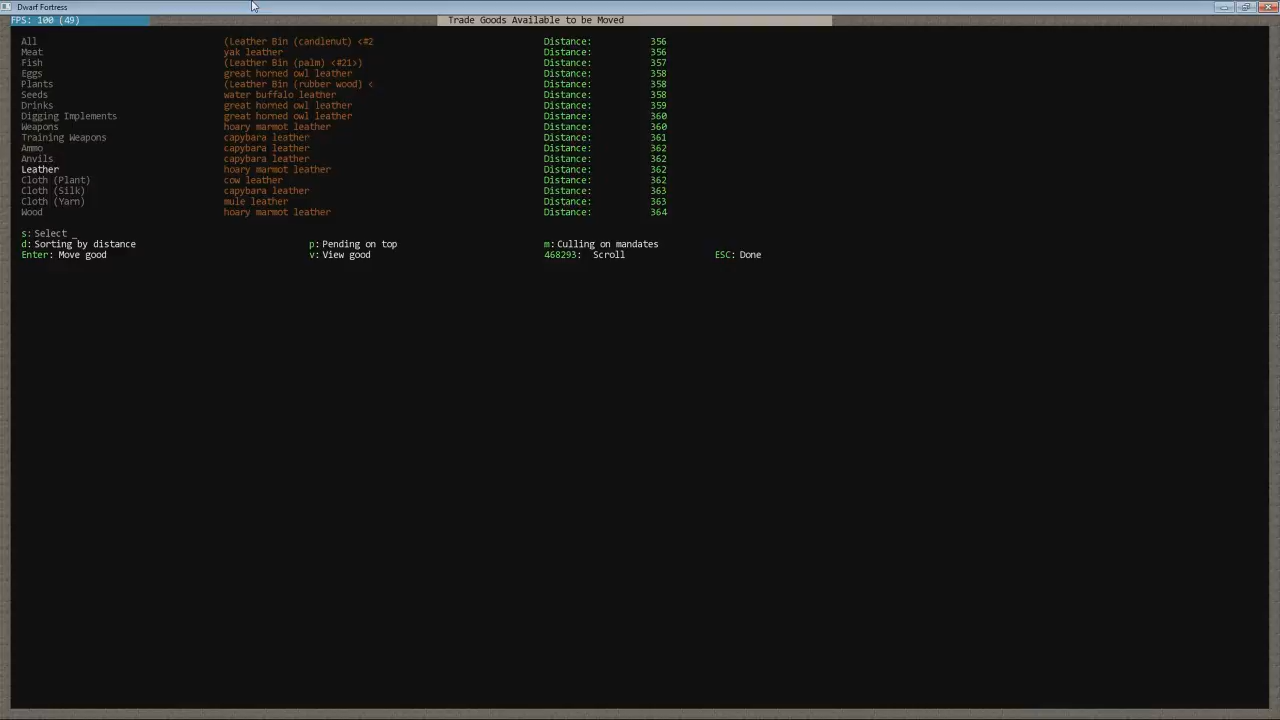 Dwarf Fortress
FPS: 100 (49) Trade Goods Available to be Moved
All (Leather Bin (candlenut) <#2 Distance: 356
Meat yak leather Distance: 356
Fish (Leather Bin (palm) <#21>) Distance: 357
Eggs great horned owl leather Distance: 358
Plants (Leather Bin (rubber wood) < Distance: 358
Seeds water buffalo leather Distance: 358
Drinks great horned owl leather Distance: 359
Digging Implements great horned owl leather Distance: 360
Weapons hoary marmot leather Distance: 360
Training Weapons capybara leather Distance: 361
Ammo capybara leather Distance: 362
Anvils capybara leather Distance: 362
Leather hoary marmot leather Distance: 362
Cloth (Plant) cow leather Distance: 362
Cloth (Silk) capybara leather Distance: 363
Cloth (Yarn) mule leather Distance: 363
Wood hoary marmot leather Distance: 364
s: Select _
d: Sorting by distance p: Pending on top m: Culling on mandates
Enter: Move good v: View good 468293: Scroll ESC: Done